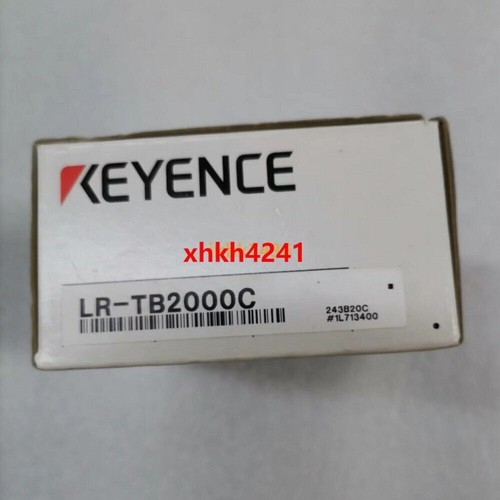 KEYENCE
xhkh4241
LR-TB2000C
243B20C
#1L713400